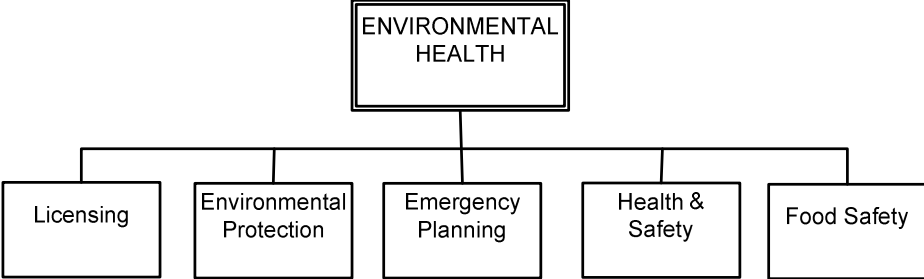 ENVIRONMENTAL
HEALTH
Licensing
Environmental
Protection
Emergency
Planning
Health &
Safety
Food Safety